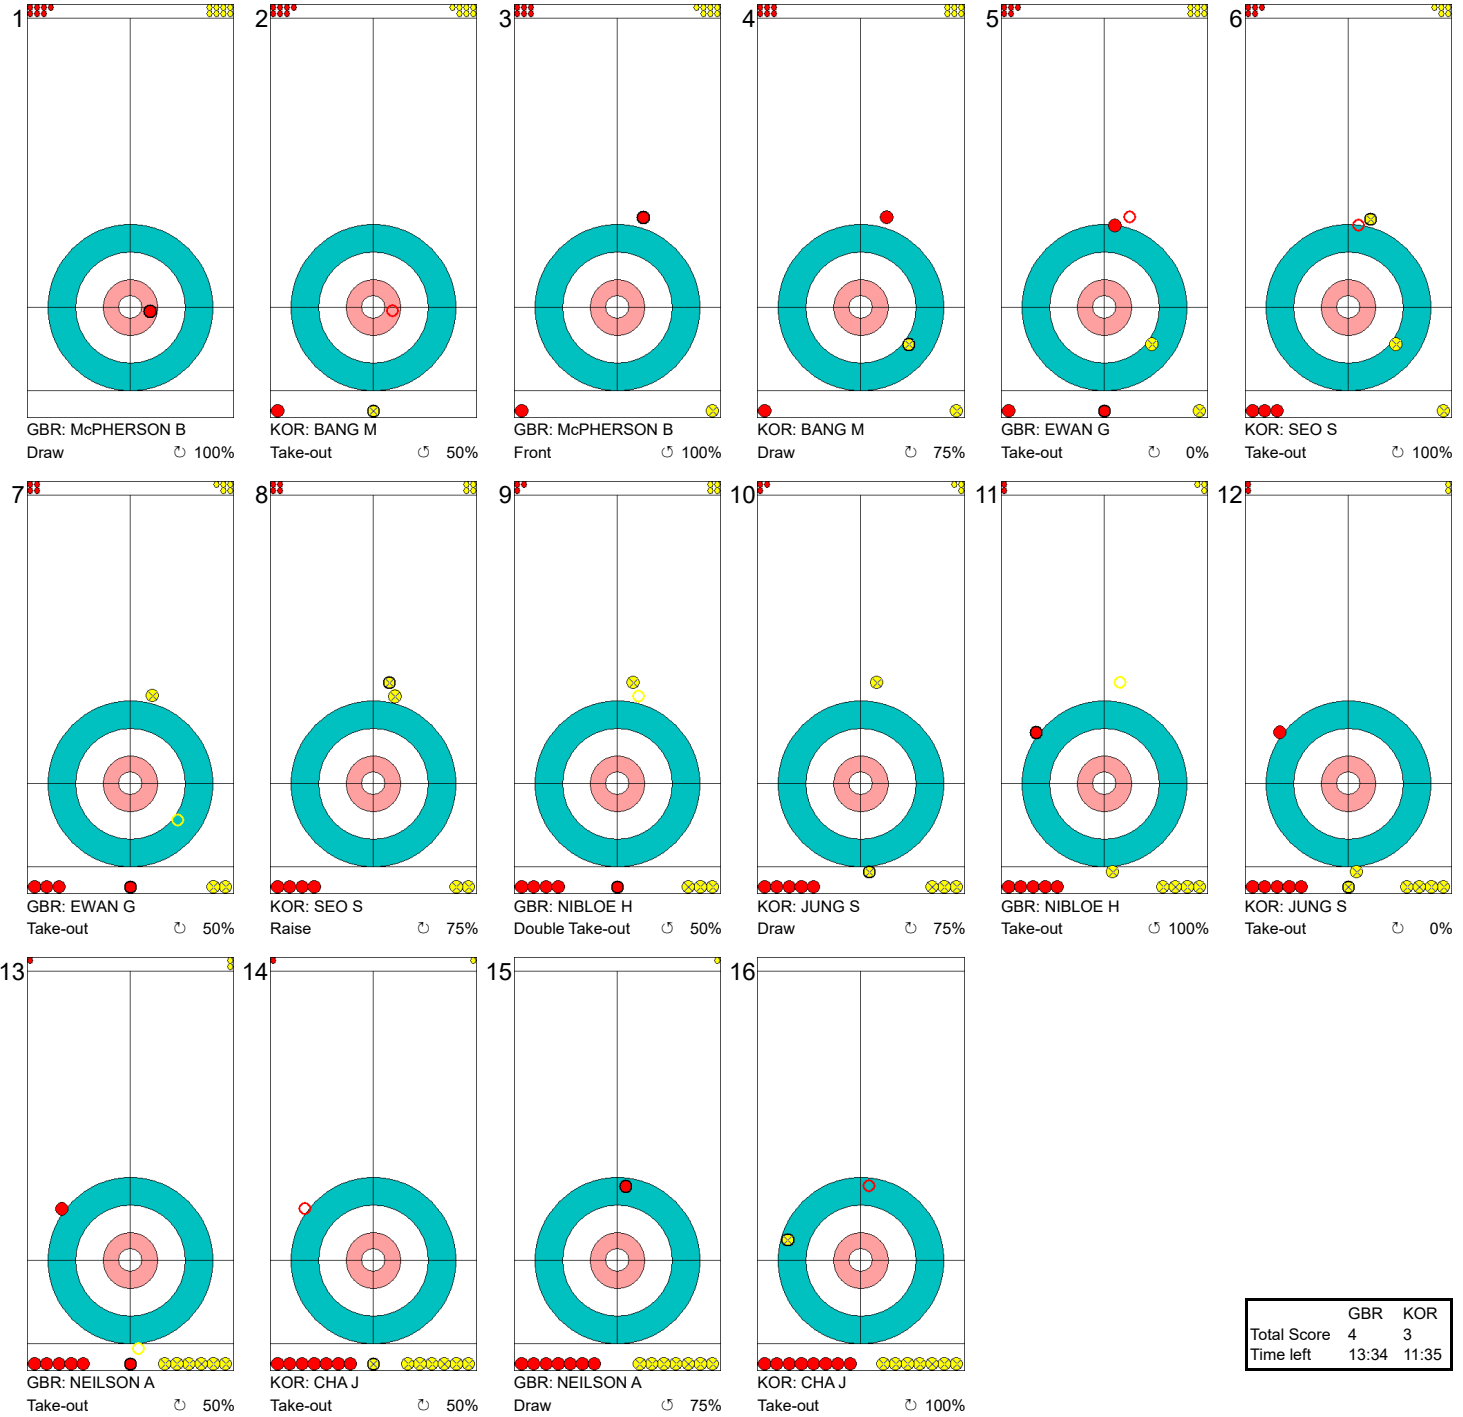 1 2 3 4 5 6
GBR: McPHERSON B KOR: BANG M GBR: McPHERSON B KOR: BANG M GBR: EWAN G KOR: SEO S
Draw ↻ 100% Take-out ↺ 50% Front ↺ 100% Draw ↻ 75% Take-out ↻ 0% Take-out ↻ 100%
7 8 9 10 11 12
GBR: EWAN G KOR: SEO S GBR: NIBLOE H KOR: JUNG S GBR: NIBLOE H KOR: JUNG S
Take-out ↻ 50% Raise ↻ 75% Double Take-out ↺ 50% Draw ↺ 75% Take-out ↺ 100% Take-out ↻ 0%
13 14 15 16
GBR: NEILSON A KOR: CHA J GBR: NEILSON A KOR: CHA J
Take-out ↻ 50% Take-out ↻ 50% Draw ↻ 75% Take-out ↻ 100%
GBR KOR
Total Score 4 3
Time left 13:34 11:35